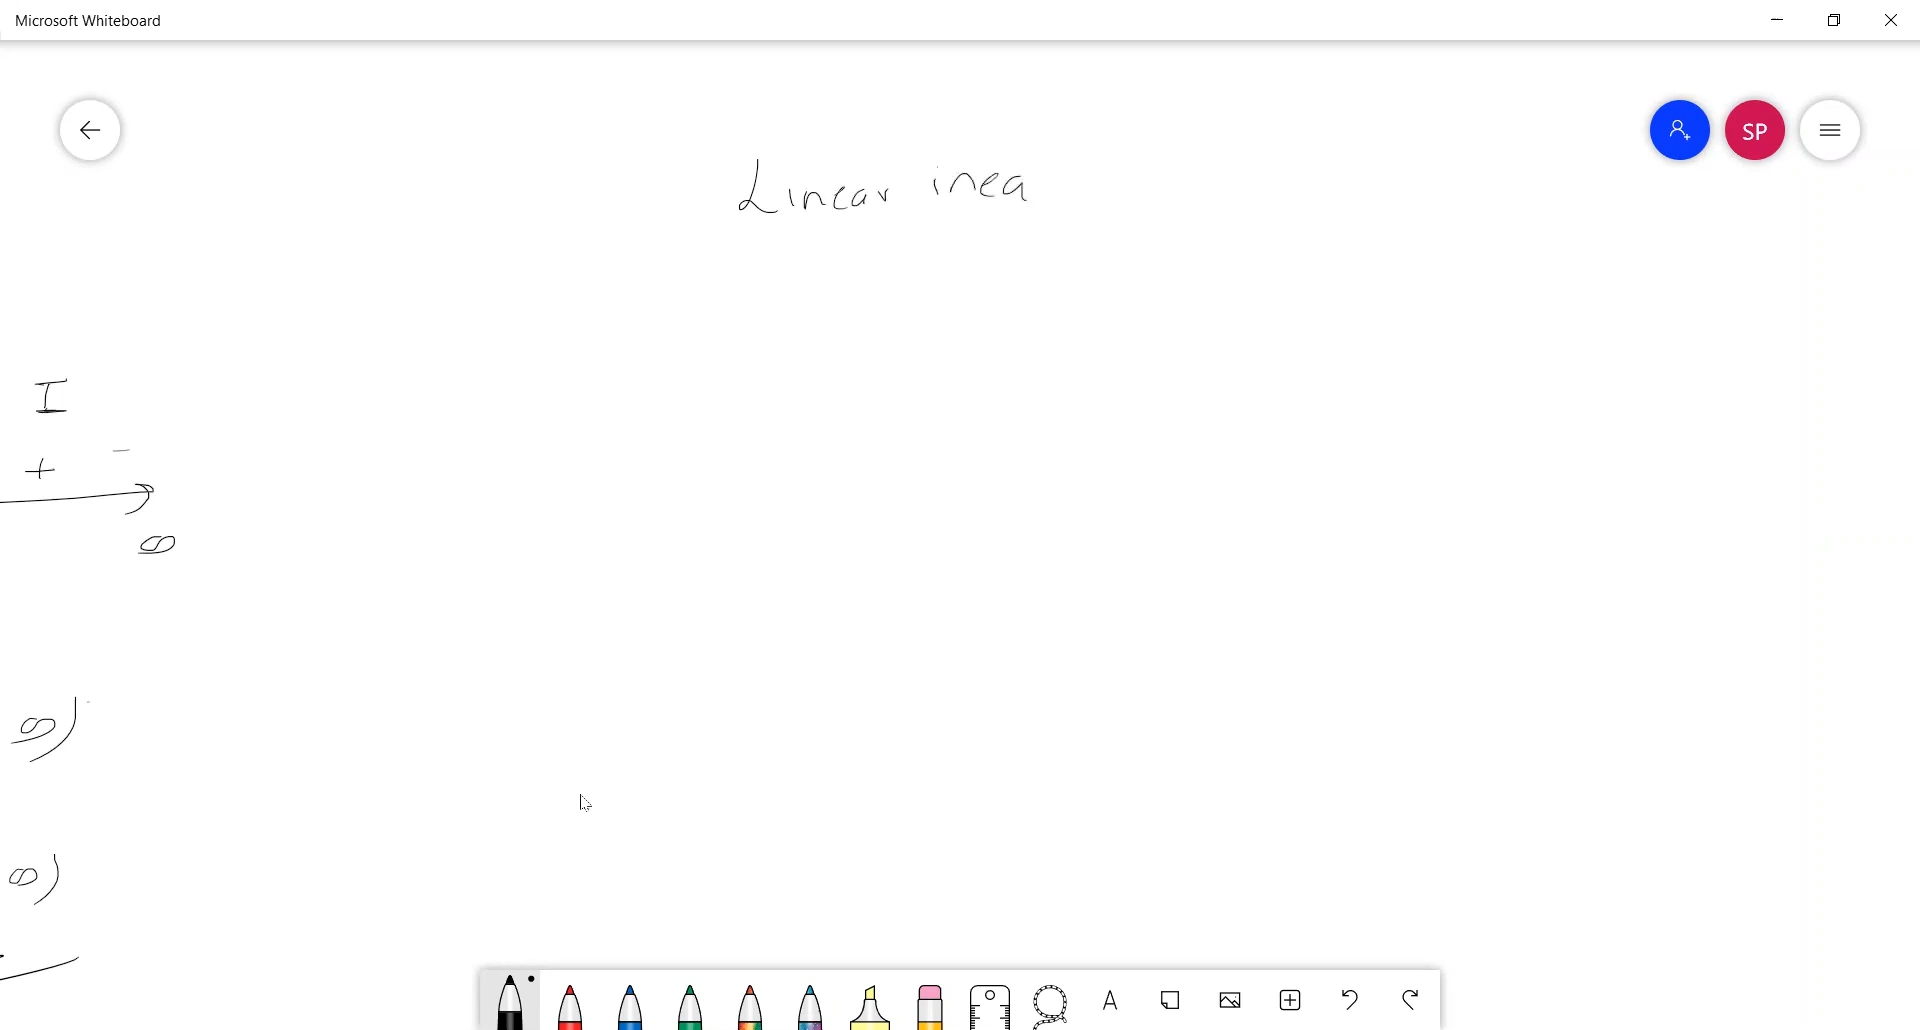 Microsoft Whiteboard
SP
Linear inea
I
+ -
∞
∞)
∞)
A